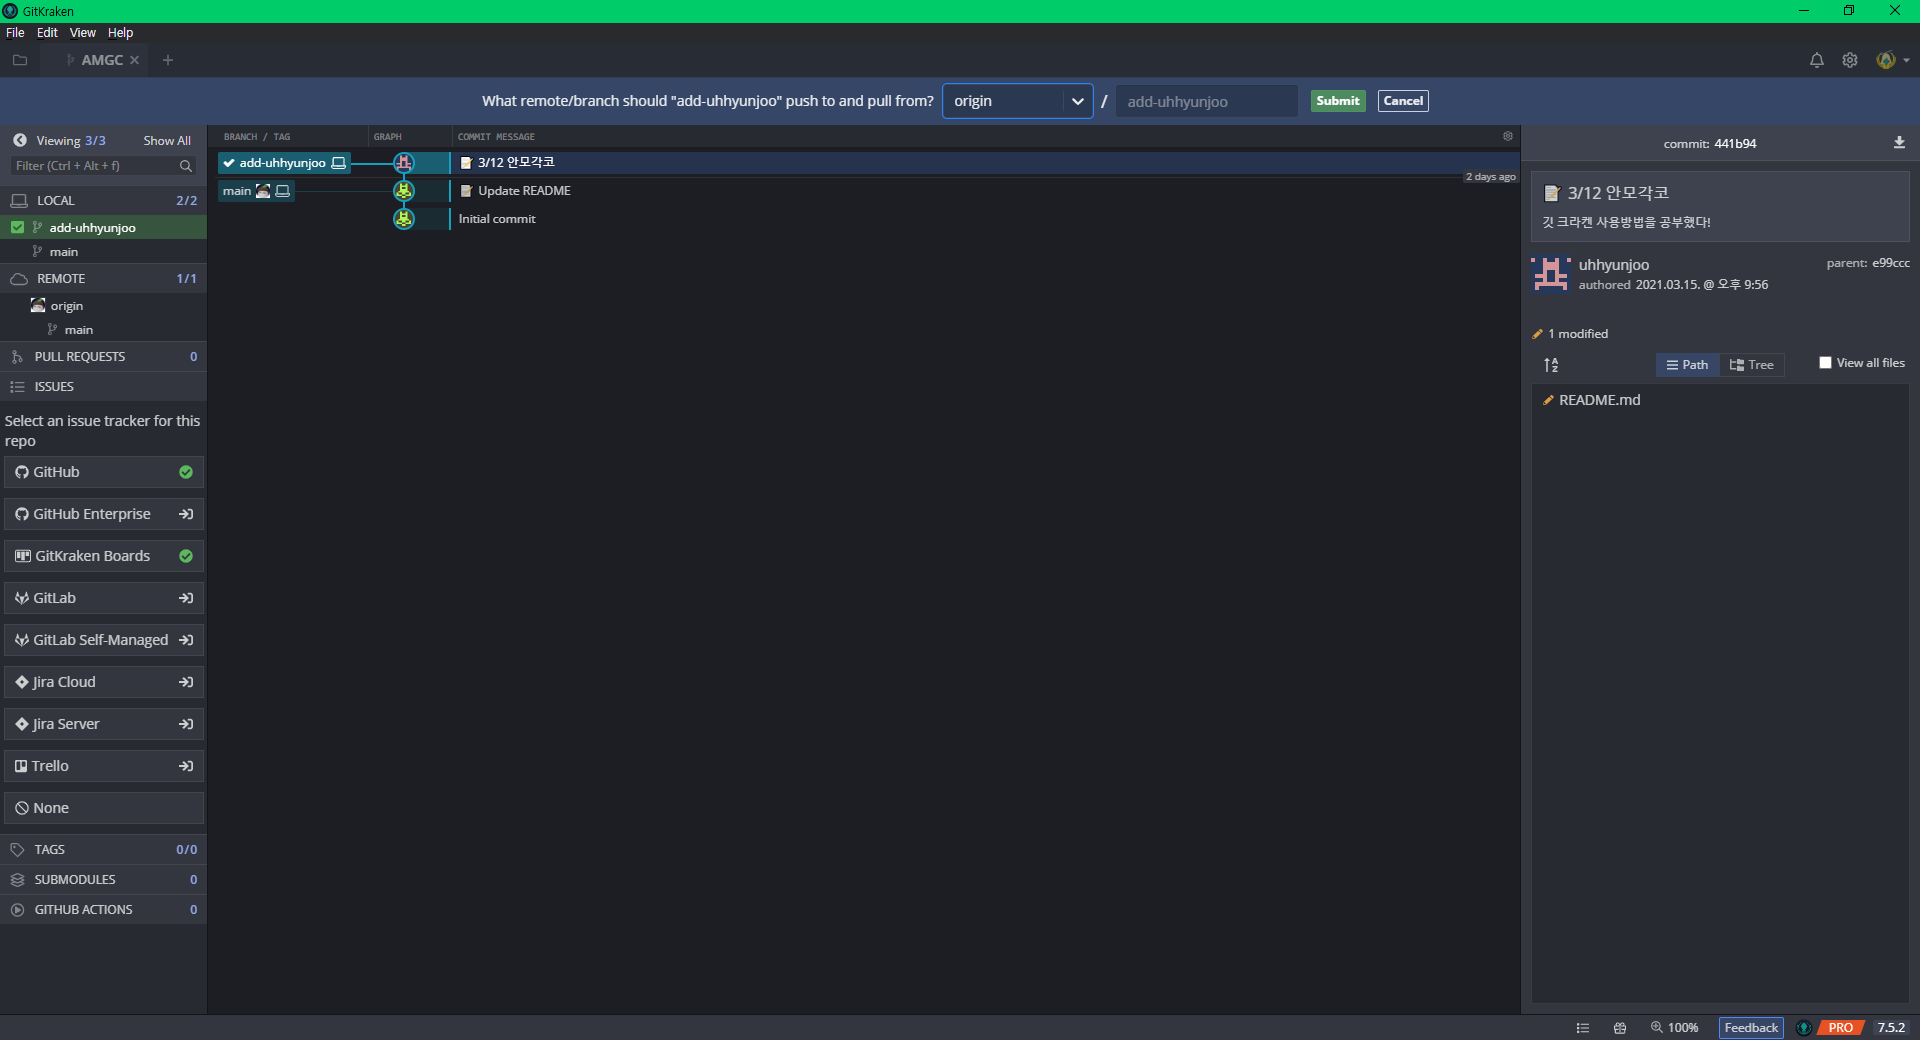 GitKraken
File Edit View Help
AMGC
What remote/branch should "add-uhhyunjoo" push to and pull from? origin / add-uhhyunjoo Submit Cancel
Viewing 3/3 Show All
Filter (Ctrl + Alt + f)
LOCAL 2/2
add-uhhyunjoo
main
REMOTE 1/1
origin
main
PULL REQUESTS 0
ISSUES
Select an issue tracker for this
repo
GitHub
GitHub Enterprise
GitKraken Boards
GitLab
GitLab Self-Managed
Jira Cloud
Jira Server
Trello
None
TAGS 0/0
SUBMODULES 0
GITHUB ACTIONS 0
BRANCH / TAG GRAPH COMMIT MESSAGE
add-uhhyunjoo 3/12 안모각코
2 days ago
main Update README
Initial commit
commit: 441b94
3/12 안모각코
깃 크라켄 사용방법을 공부했다!
uhhyunjoo parent: e99ccc
authored 2021.03.15. @ 오후 9:56
1 modified
Path Tree View all files
README.md
100% Feedback PRO 7.5.2